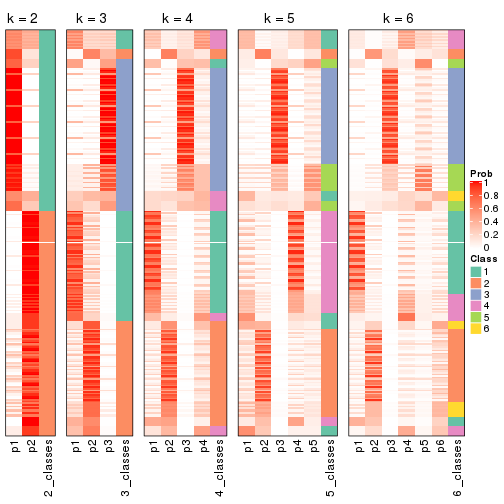 k = 2
k = 3
k = 4
k = 5
k = 6
p1
p2
2_classes
p1
p2
p3
3_classes
p1
p2
p3
p4
4_classes
p1
p2
p3
p4
p5
5_classes
p1
p2
p3
p4
p5
p6
6_classes
Prob
1
0.8
0.6
0.4
0.2
0
Class
1
2
3
4
5
6